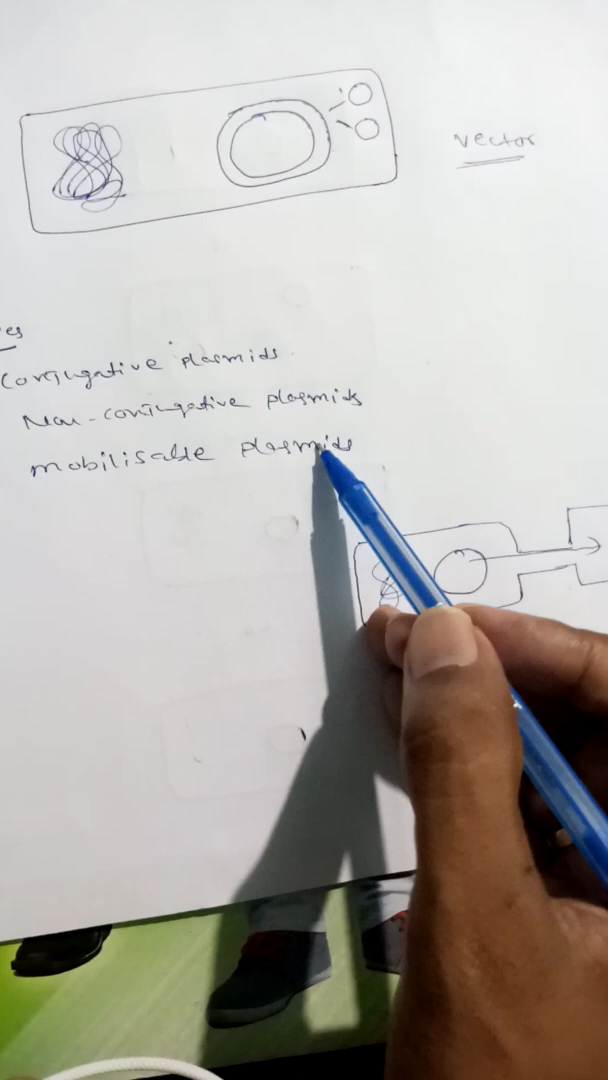 vector
es
Conjugative plasmids
Non-conjugative plasmids
mobilisable plasmids